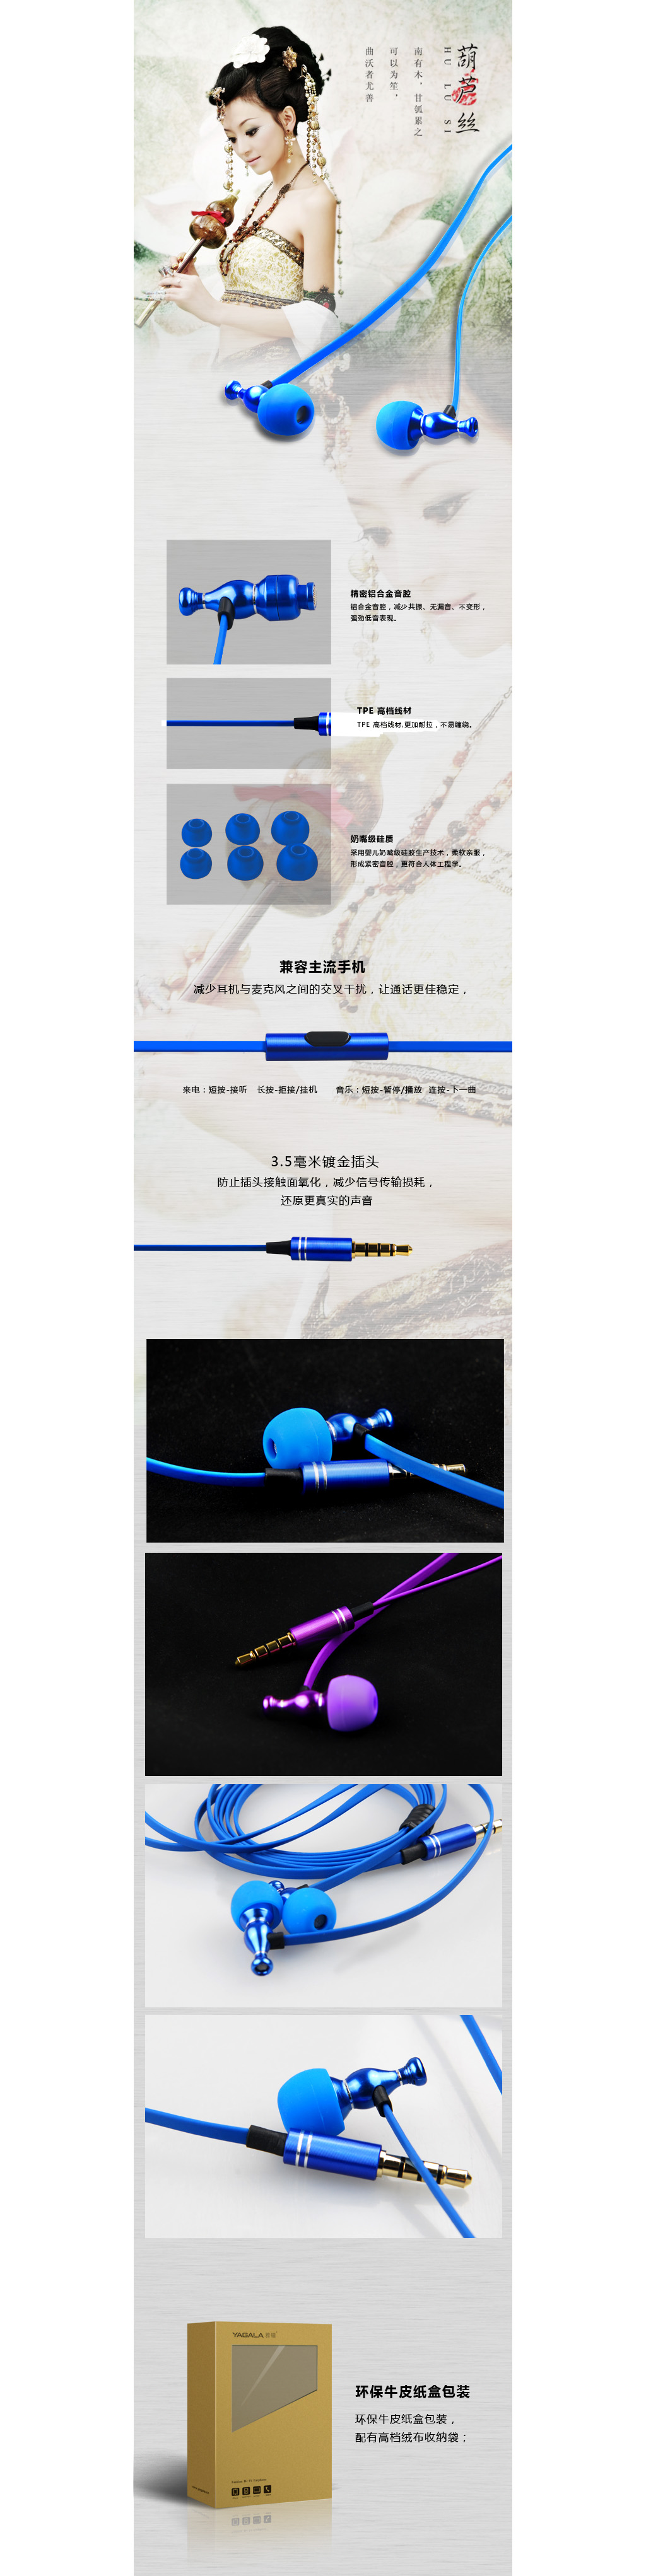 葫芦丝
HU LU SI
南有木，甘瓠累之
可以为笙，
曲沃者尤善
精密铝合金音腔
铝合金音腔，减少共振、无漏音、不变形，
强劲低音表现。
TPE 高档线材
TPE 高档线材,更加耐拉，不易缠绕。
奶嘴级硅质
采用婴儿奶嘴级硅胶生产技术，柔软亲蜜，
形成紧密音腔，更符合人体工程学。
兼容主流手机
减少耳机与麦克风之间的交叉干扰，让通话更佳稳定，
来电：短按-接听 长按-拒接/挂机 音乐：短按-暂停/播放 连按-下一曲
3.5毫米镀金插头
防止插头接触面氧化，减少信号传输损耗，
还原更真实的声音
YAGALA
环保牛皮纸盒包装
环保牛皮纸盒包装，
配有高档绒布收纳袋；